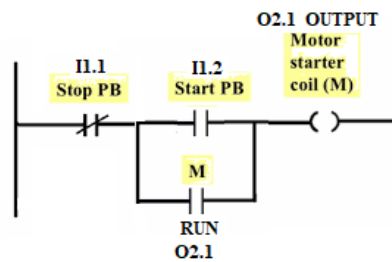 O2.1 OUTPUT
Motor
starter
coil (M)
I1.1
Stop PB
I1.2
Start PB
M
RUN
O2.1